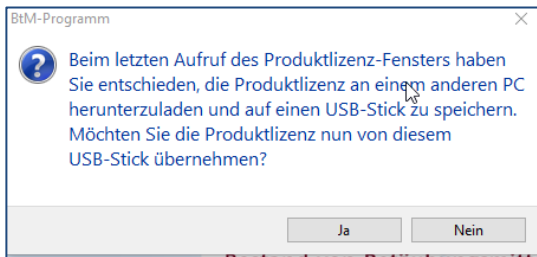 BtM-Programm
Beim letzten Aufruf des Produktlizenz-Fensters haben
Sie entschieden, die Produktlizenz an einem anderen PC
herunterzuladen und auf einen USB-Stick zu speichern.
Möchten Sie die Produktlizenz nun von diesem
USB-Stick übernehmen?
Ja
Nein